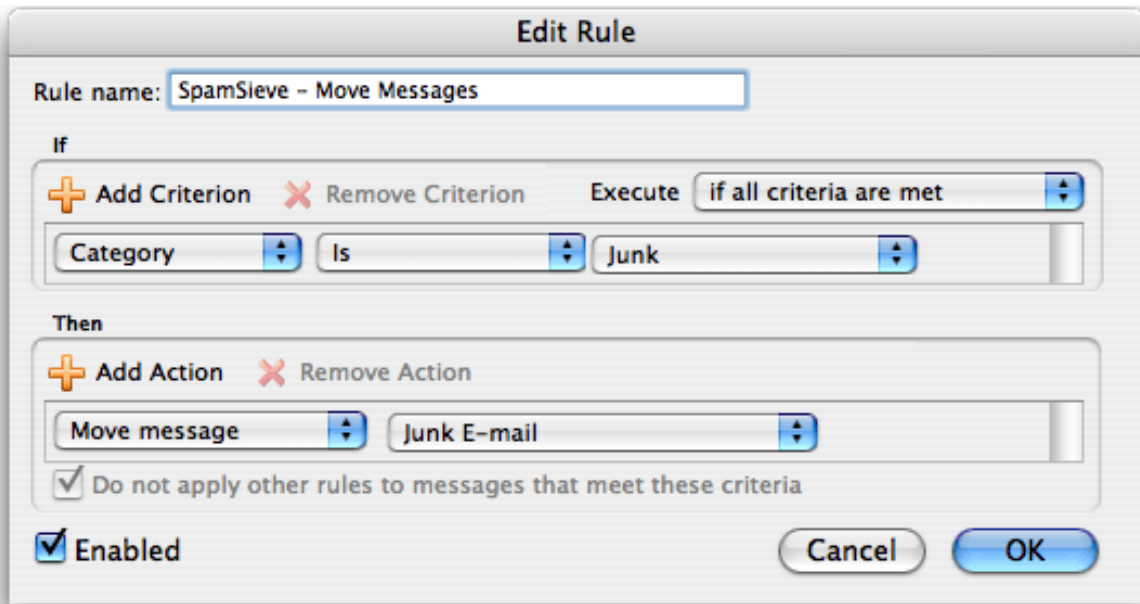 Edit Rule
Rule name: SpamSieve - Move Messages
If
Add Criterion Remove Criterion Execute if all criteria are met
Category Is Junk
Then
Add Action Remove Action
Move message Junk E-mail
Do not apply other rules to messages that meet these criteria
Enabled Cancel OK